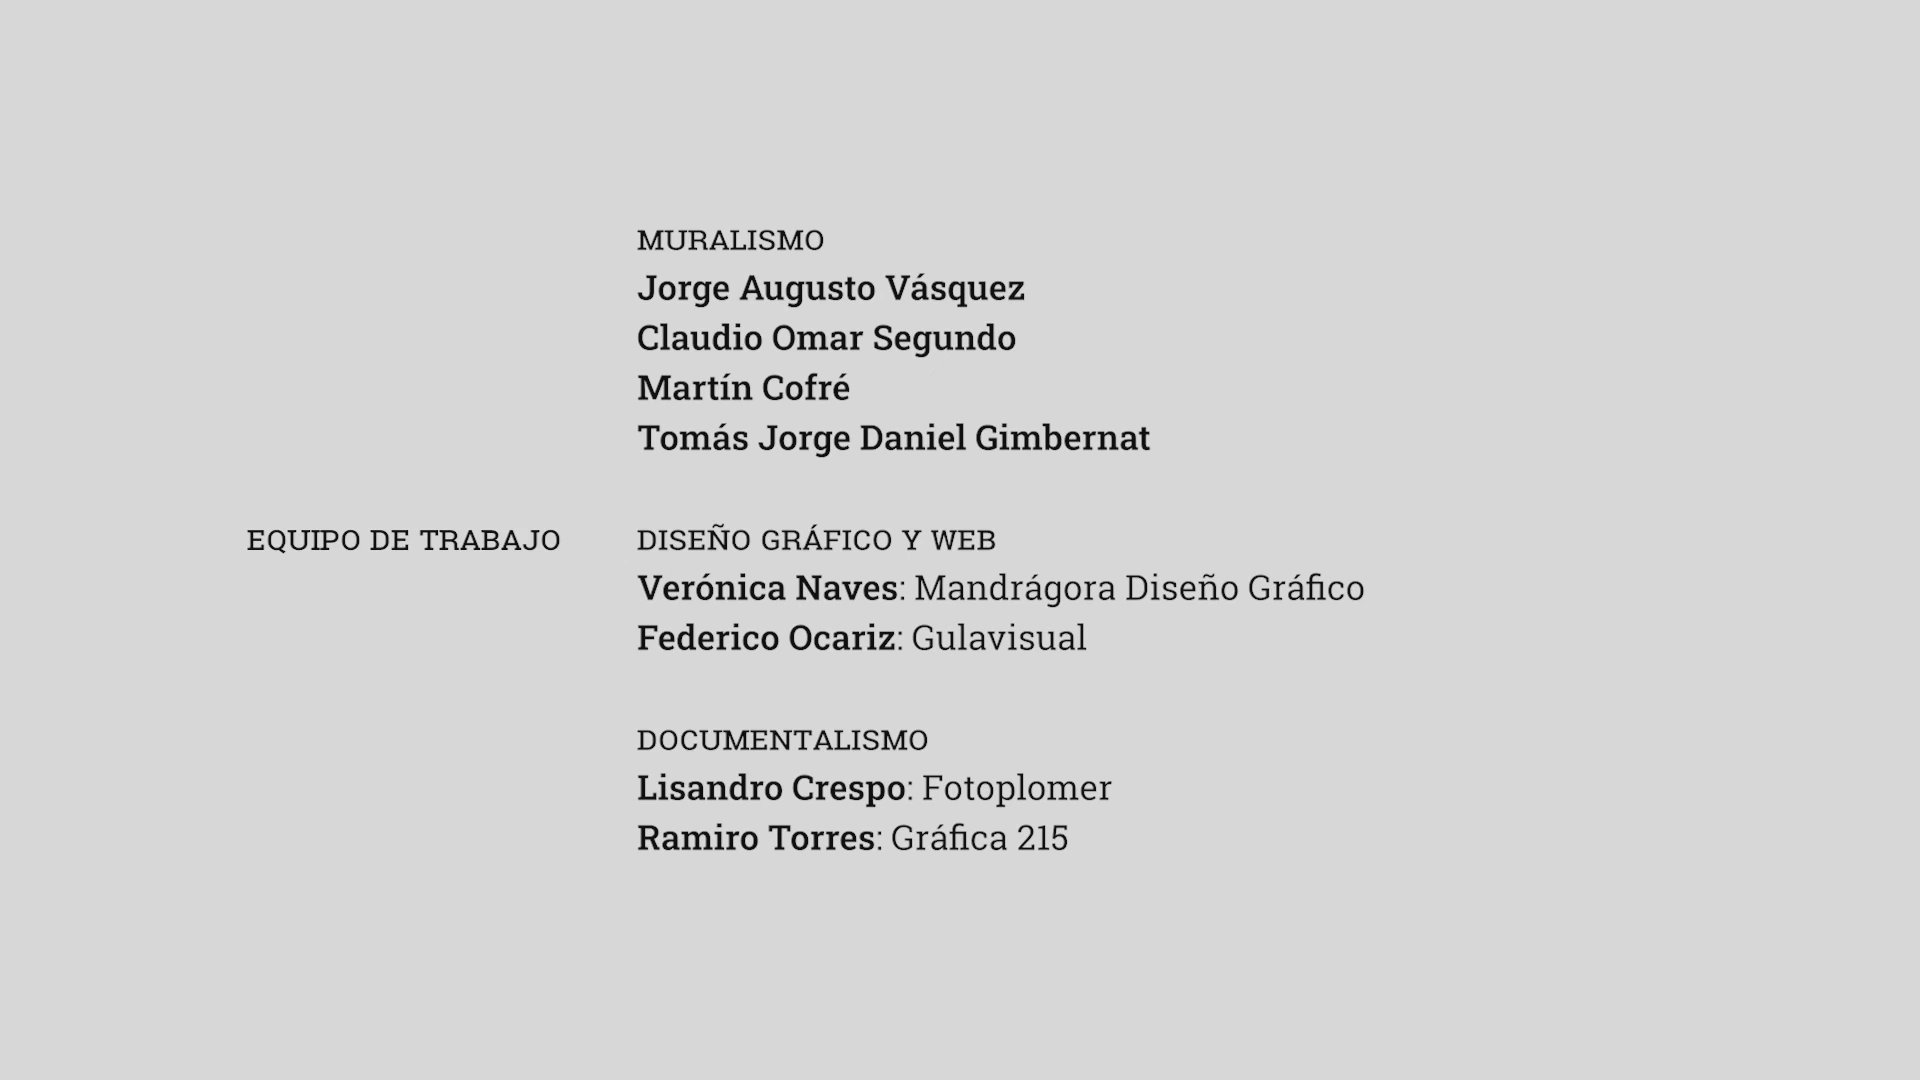 MURALISMO
Jorge Augusto Vásquez
Claudio Omar Segundo
Martín Cofré
Tomás Jorge Daniel Gimbernat
EQUIPO DE TRABAJO
DISEÑO GRÁFICO Y WEB
Verónica Naves: Mandrágora Diseño Gráfico
Federico Ocariz: Gulavisual
DOCUMENTALISMO
Lisandro Crespo: Fotoplomer
Ramiro Torres: Gráfica 215